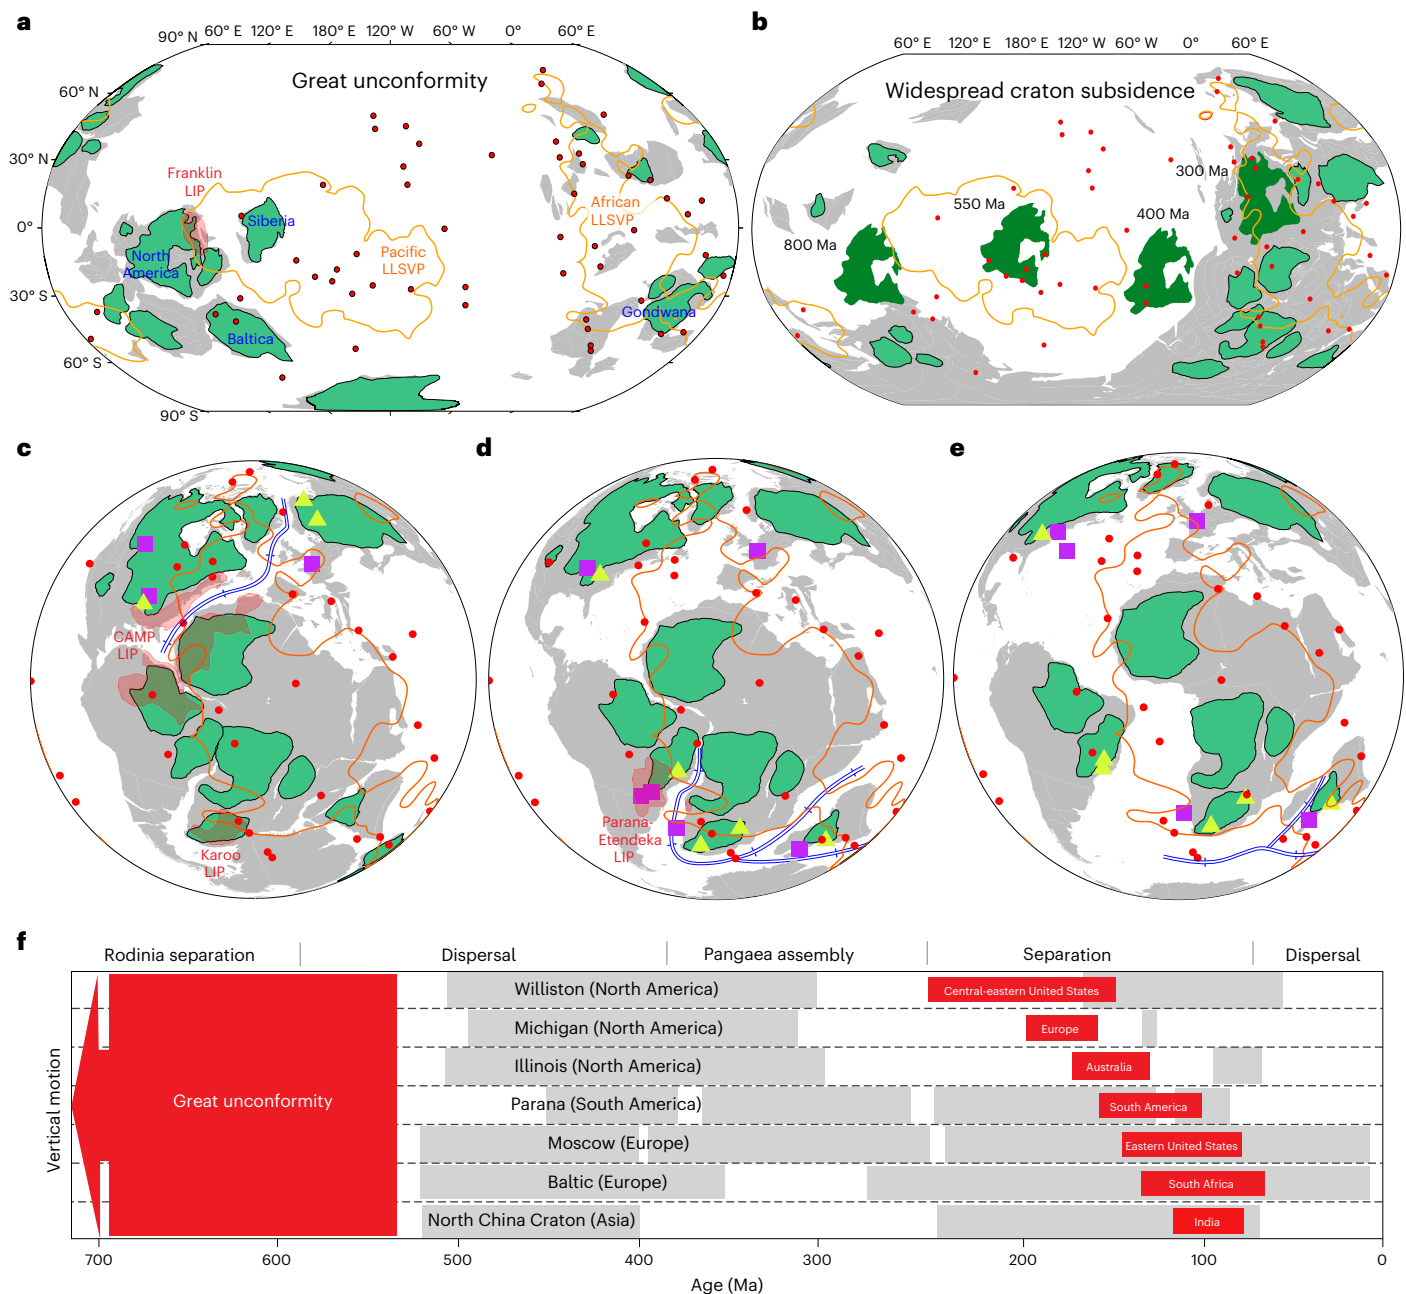 a
90° N 60° E 120° E 180° E 120° W 60° W 0° 60° E
Great unconformity
60° N
30° N
0°
30° S
60° S
90° S
Franklin
LIP
Siberia
North
America
Baltica
Pacific
LLSVP
African
LLSVP
Gondwana
b
60° E 120° E 180° E 120° W 60° W 0° 60° E
Widespread craton subsidence
300 Ma
550 Ma
400 Ma
800 Ma
c
CAMP
LIP
Karoo
LIP
d
Parana-
Etendeka
LIP
e
f
Rodinia separation Dispersal Pangaea assembly Separation Dispersal
Vertical motion
Great unconformity
Williston (North America) Central-eastern United States
Michigan (North America) Europe
Illinois (North America) Australia
Parana (South America) South America
Moscow (Europe) Eastern United States
Baltic (Europe) South Africa
North China Craton (Asia) India
700 600 500 400 300 200 100 0
Age (Ma)